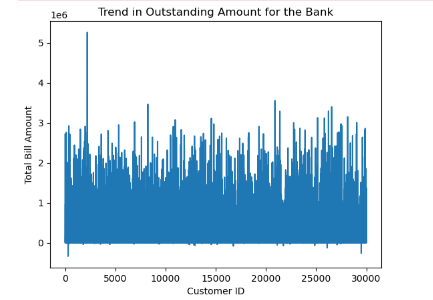 Trend in Outstanding Amount for the Bank
1e6
5
4
3
2
1
0
Total Bill Amount
0 5000 10000 15000 20000 25000 30000
Customer ID